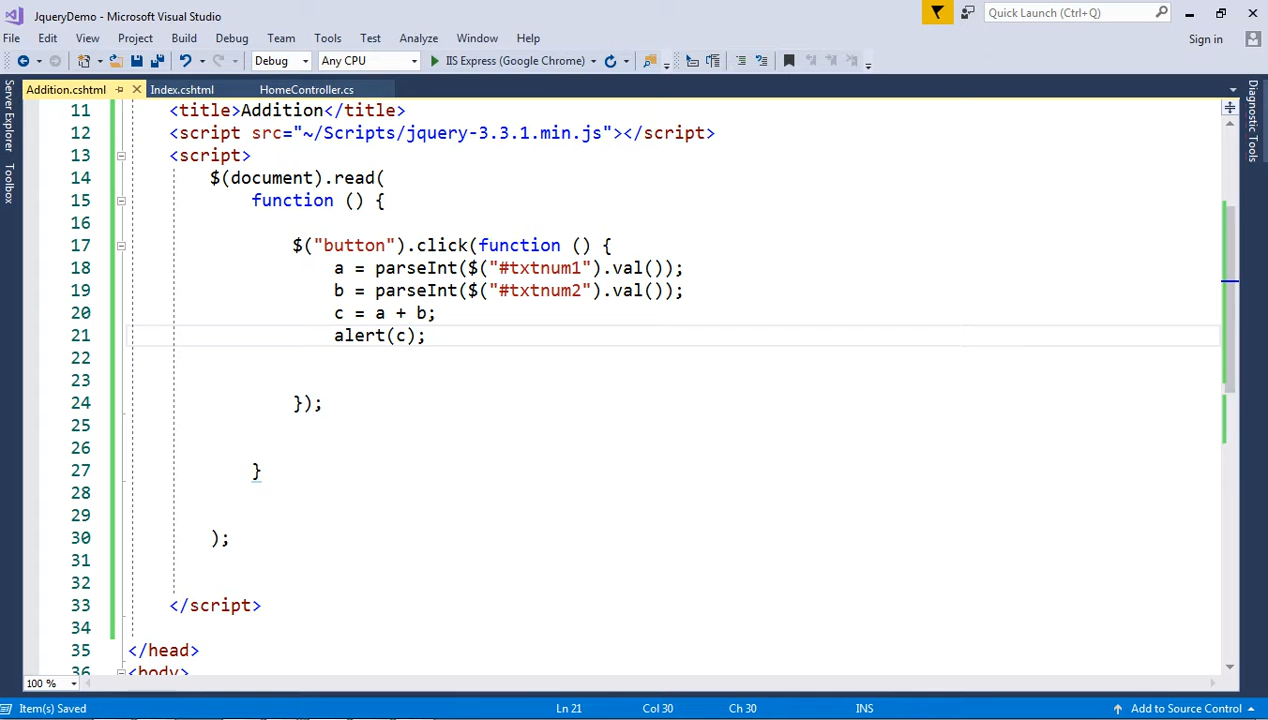 JqueryDemo - Microsoft Visual Studio
Quick Launch (Ctrl+Q)
File Edit View Project Build Debug Team Tools Test Analyze Window Help
Sign in
Debug Any CPU IIS Express (Google Chrome)
Addition.cshtml Index.cshtml HomeController.cs
Server Explorer
Toolbox
Diagnostic Tools
11 <title>Addition</title>
12 <script src="~/Scripts/jquery-3.3.1.min.js"></script>
13 <script>
14 $(document).read(
15 function () {
16
17 $("button").click(function () {
18 a = parseInt($("#txtnum1").val());
19 b = parseInt($("#txtnum2").val());
20 c = a + b;
21 alert(c);
22
23
24 });
25
26
27 }
28
29
30 );
31
32
33 </script>
34
35 </head>
36 <body>
100 %
Item(s) Saved Ln 21 Col 30 Ch 30 INS Add to Source Control